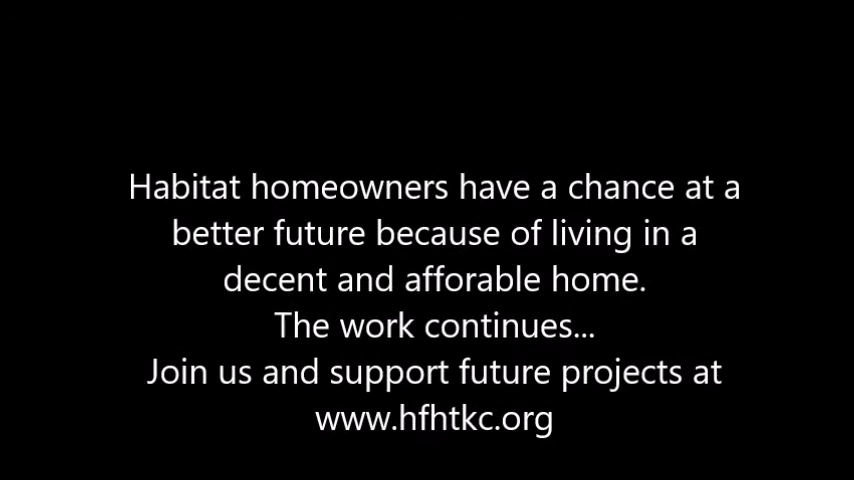 Habitat homeowners have a chance at a
better future because of living in a
decent and afforable home.
The work continues...
Join us and support future projects at
www.hfhtkc.org